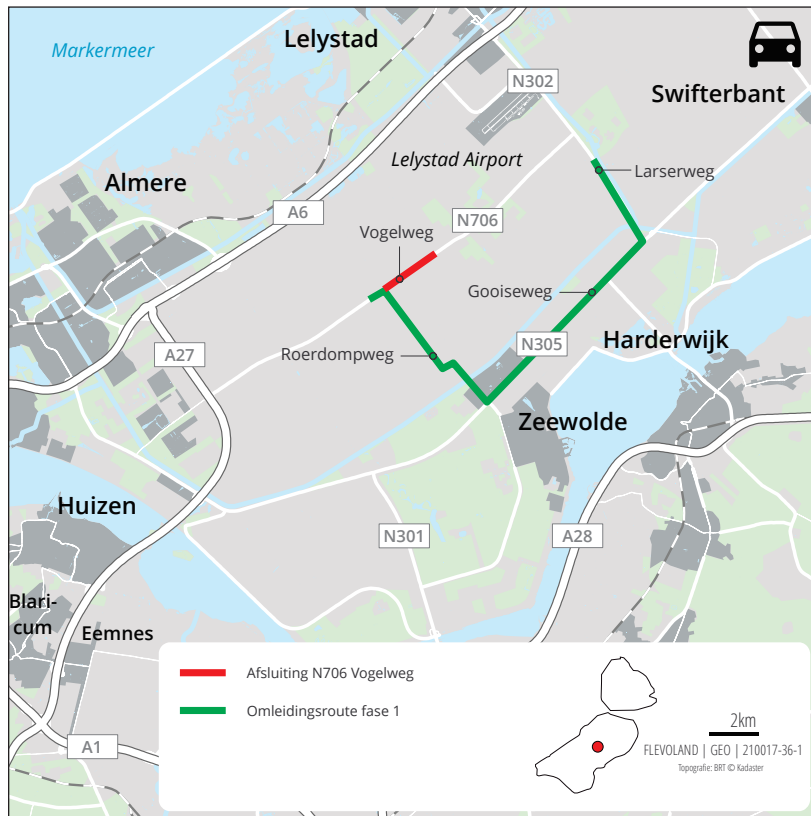 Markermeer
Lelystad
N302
Swifterbant
Lelystad Airport
Larserweg
Almere
A6
N706
Vogelweg
Gooiseweg
A27
Roerdompweg
N305
Harderwijk
Zeewolde
Huizen
N301
A28
Blari-
cum
Eemnes
A1
Afsluiting N706 Vogelweg
Omleidingsroute fase 1
2km
FLEVOLAND | GEO | 210017-36-1
Topografie: BRT © Kadaster